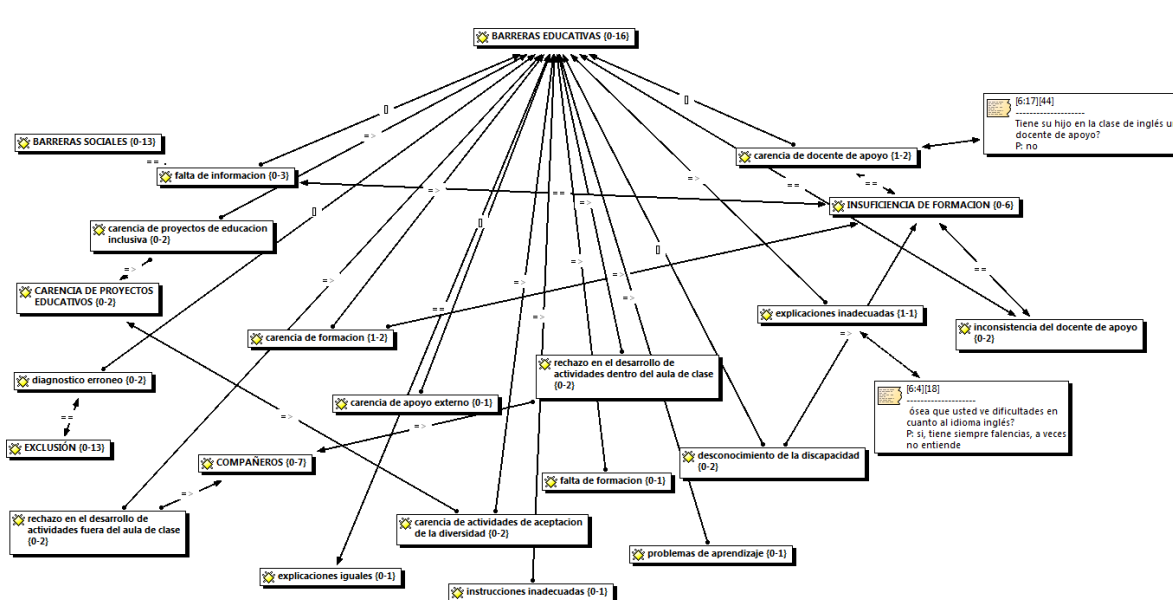 BARRERAS EDUCATIVAS {0-16}
[6:17][44]
--------------------
Tiene su hijo en la clase de inglés u
docente de apoyo?
P: no
BARRERAS SOCIALES {0-13}
[]
[]
=>
==
carencia de docente de apoyo {1-2}
falta de informacion {0-3}
==
==
=>
=>
==
=>
INSUFICIENCIA DE FORMACION {0-6}
carencia de proyectos de educacion
inclusiva {0-2}
[]
[]
=>
[]
=>
=>
=>
=>
=>
==
CARENCIA DE PROYECTOS
EDUCATIVOS {0-2}
=>
=>
==
=>
=>
explicaciones inadecuadas {1-1}
inconsistencia del docente de apoyo
{0-2}
carencia de formacion {1-2}
=>
rechazo en el desarrollo de
actividades dentro del aula de clase
{0-2}
diagnostico erroneo {0-2}
[6:4][18]
--------------------
ósea que usted ve dificultades en
cuanto al idioma inglés?
P: si, tiene siempre falencias, a veces
no entiende
carencia de apoyo externo {0-1}
==
=>
=>
EXCLUSIÓN {0-13}
COMPAÑEROS {0-7}
desconocimiento de la discapacidad
{0-2}
falta de formacion {0-1}
=>
rechazo en el desarrollo de
actividades fuera del aula de clase
{0-2}
carencia de actividades de aceptacion
de la diversidad {0-2}
problemas de aprendizaje {0-1}
explicaciones iguales {0-1}
instrucciones inadecuadas {0-1}